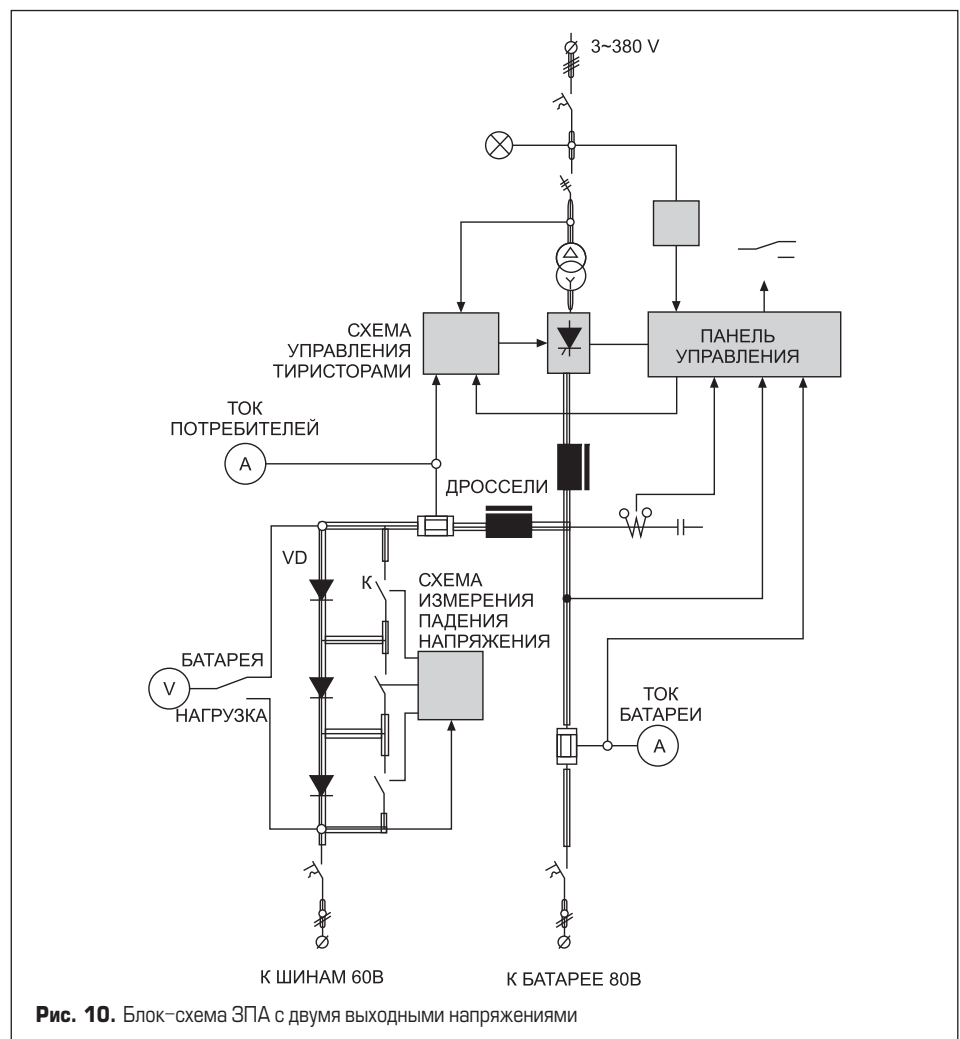 3~380 V
СХЕМА
УПРАВЛЕНИЯ
ТИРИСТОРАМИ
ПАНЕЛЬ
УПРАВЛЕНИЯ
ТОК
ПОТРЕБИТЕЛЕЙ
A
ДРОССЕЛИ
VD
К
СХЕМА
ИЗМЕРЕНИЯ
ПАДЕНИЯ
НАПРЯЖЕНИЯ
БАТАРЕЯ
V
НАГРУЗКА
ТОК
БАТАРЕИ
A
К ШИНАМ 60В
К БАТАРЕЕ 80В
Рис. 10. Блок-схема ЗПА с двумя выходными напряжениями